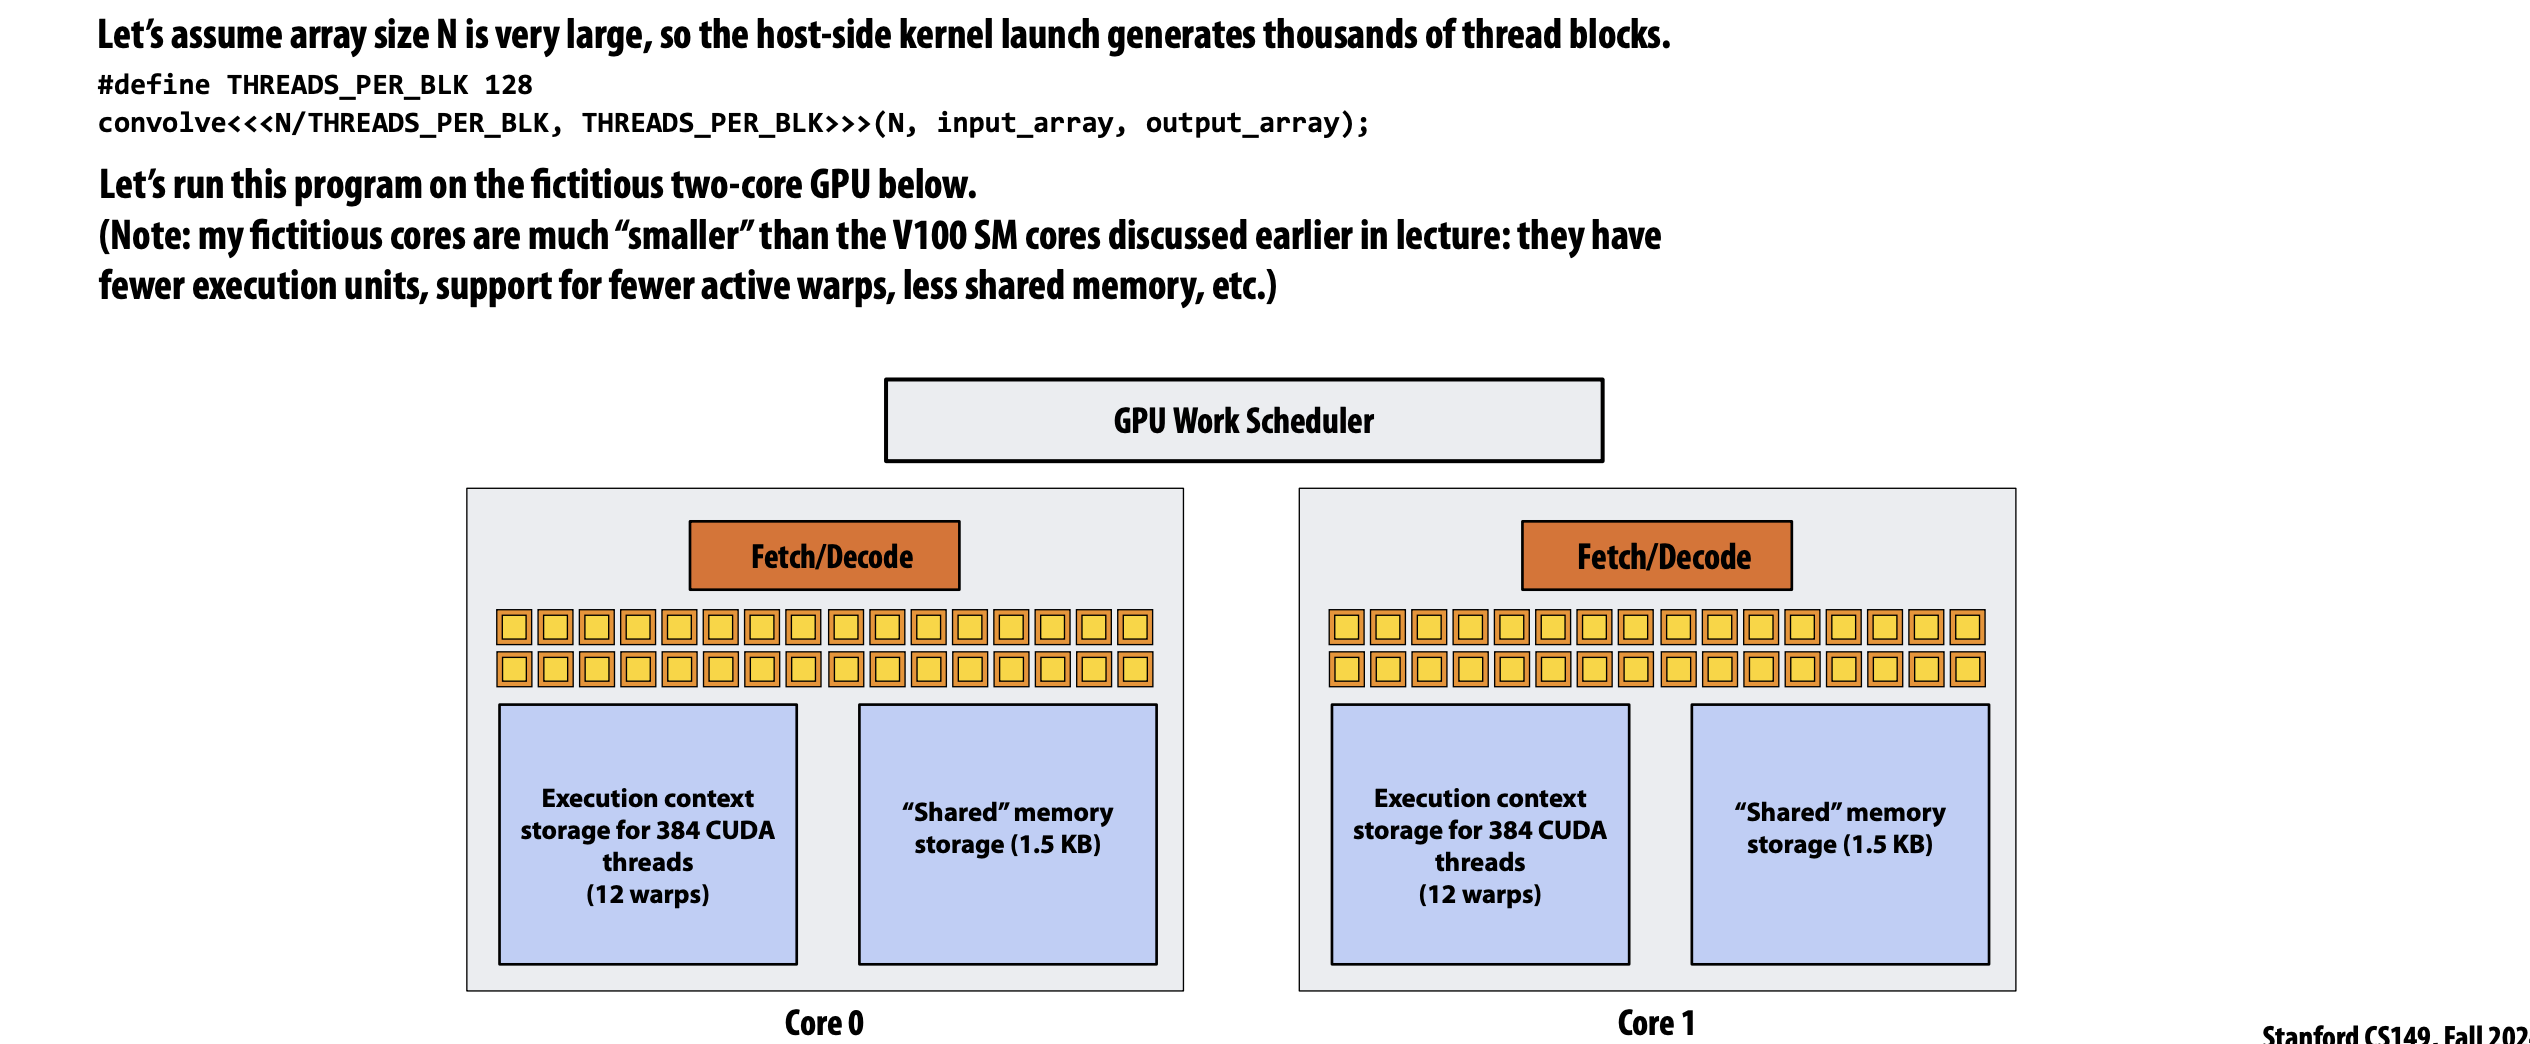 Let’s assume array size N is very large, so the host-side kernel launch generates thousands of thread blocks.
#define THREADS_PER_BLK 128
convolve<<<N/THREADS_PER_BLK, THREADS_PER_BLK>>>(N, input_array, output_array);
Let’s run this program on the fictitious two-core GPU below.
(Note: my fictitious cores are much “smaller” than the V100 SM cores discussed earlier in lecture: they have
fewer execution units, support for fewer active warps, less shared memory, etc.)
GPU Work Scheduler
Fetch/Decode
Execution context
storage for 384 CUDA
threads
(12 warps)
“Shared” memory
storage (1.5 KB)
Core 0
Fetch/Decode
Execution context
storage for 384 CUDA
threads
(12 warps)
“Shared” memory
storage (1.5 KB)
Core 1
Stanford CS149, Fall